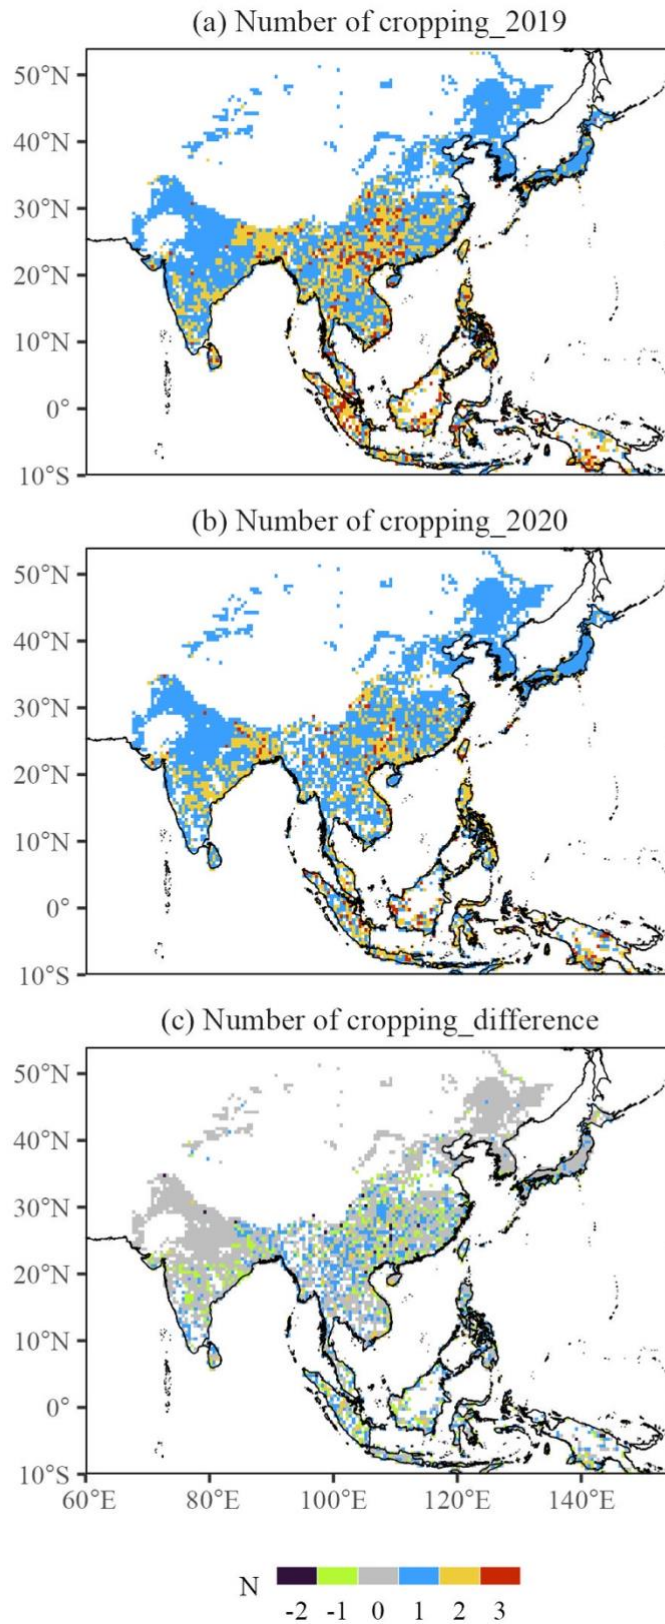 (a) Number of cropping_2019
50°N
40°N
30°N
20°N
10°N
0°
10°S
(b) Number of cropping_2020
50°N
40°N
30°N
20°N
10°N
0°
10°S
(c) Number of cropping_difference
50°N
40°N
30°N
20°N
10°N
0°
10°S
60°E 80°E 100°E 120°E 140°E
N
-2 -1 0 1 2 3